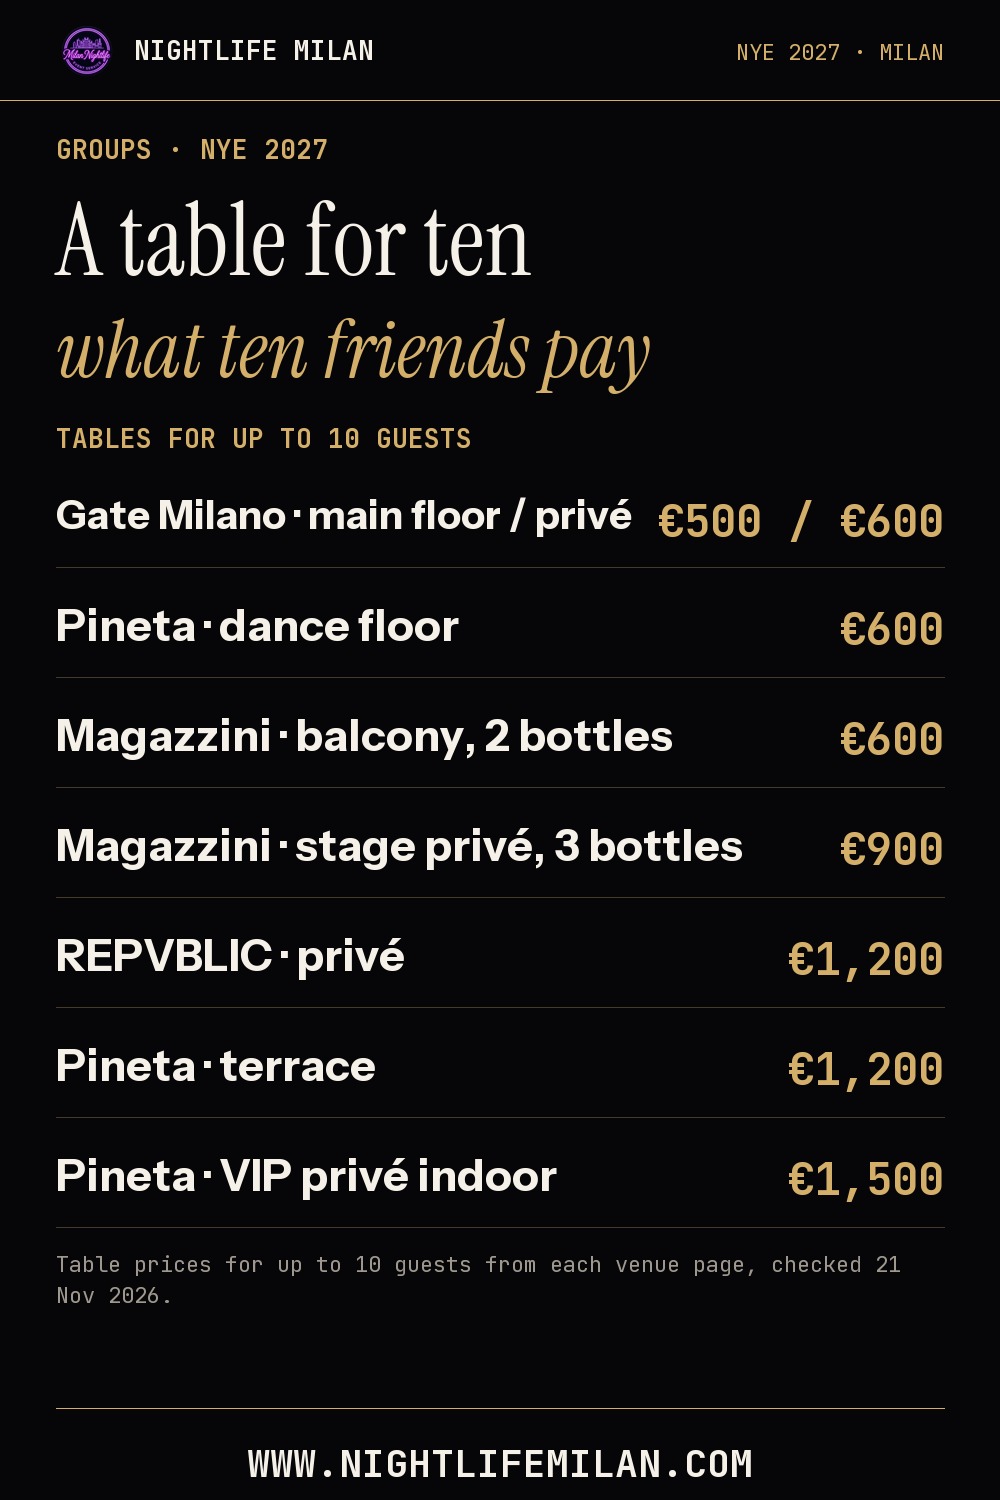 Milan Nightlife
NIGHTLIFE MILAN
NYE 2027 · MILAN
GROUPS · NYE 2027
A table for ten
what ten friends pay
TABLES FOR UP TO 10 GUESTS
Gate Milano · main floor / privé €500 / €600
Pineta · dance floor €600
Magazzini · balcony, 2 bottles €600
Magazzini · stage privé, 3 bottles €900
REPVBLIC · privé €1,200
Pineta · terrace €1,200
Pineta · VIP privé indoor €1,500
Table prices for up to 10 guests from each venue page, checked 21
Nov 2026.
WWW.NIGHTLIFEMILAN.COM